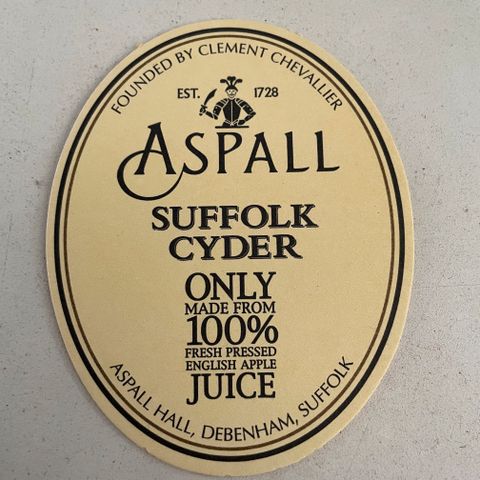 FOUNDED BY CLEMENT CHEVALLIER
EST. 1728
ASPALL
SUFFOLK
CYDER
ONLY
MADE FROM
100%
FRESH PRESSED
ENGLISH APPLE
JUICE
ASPALL HALL, DEBENHAM, SUFFOLK